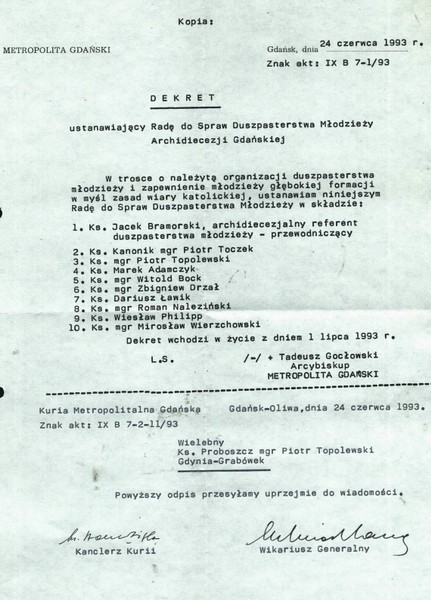 Kopia:
METROPOLITA GDAŃSKI
Gdańsk, dnia 24 czerwca 1993 r.
Znak akt: IX B 7-1/93
DEKRET
ustanawiający Radę do Spraw Duszpasterstwa Młodzieży
Archidiecezji Gdańskiej
W trosce o należytą organizacji duszpasterstwa
młodzieży i zapewnienie młodzieży głębokiej formacji
w myśl zasad wiary katolickiej, ustanawiam niniejszym
Radę do Spraw Duszpasterstwa Młodzieży w składzie:
1. Ks. Jacek Bramorski, archidiecezjalny referent
duszpasterstwa młodzieży - przewodniczący
2. Ks. Kanonik mgr Piotr Toczek
3. Ks. mgr Piotr Topolewski
4. Ks. Marek Adamczyk
5. Ks. mgr Witold Bock
6. Ks. mgr Zbigniew Drzał
7. Ks. Dariusz Ławik
8. Ks. mgr Roman Naleziński
9. Ks. Wiesław Philipp
10. Ks. mgr Mirosław Wierzchowski
Dekret wchodzi w życie z dniem 1 lipca 1993 r.
L.S. /-/ + Tadeusz Gocłowski
Arcybiskup
METROPOLITA GDAŃSKI
Kuria Metropolitalna Gdańska Gdańsk-Oliwa,dnia 24 czerwca 1993.
Znak akt: IX B 7-2-11/93
Wielebny
Ks. Proboszcz mgr Piotr Topolewski
Gdynia-Grabówek
Powyższy odpis przesyłamy uprzejmie do wiadomości.
Kanclerz Kurii Wikariusz Generalny